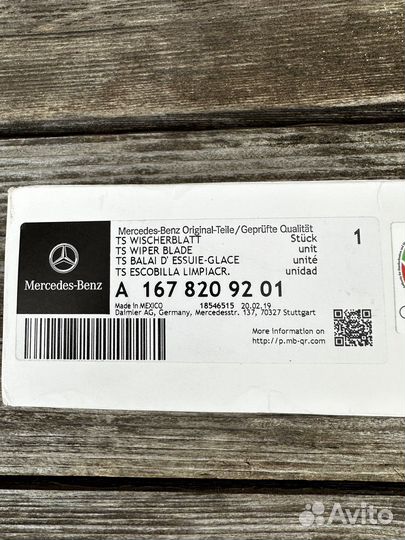 Mercedes-Benz Original-Teile/Geprüfte Qualität
TS WISCHERBLATT Stück 1
TS WIPER BLADE unit
TS BALAI D' ESSUIE-GLACE unité
TS ESCOBILLA LIMPIACR. unidad
Mercedes-Benz
A 167 820 92 01
Made in MEXICO 18546515 20.02.19
Daimler AG, Germany, Mercedesstr. 137, 70327 Stuttgart
More information on
http://p.mb-qr.com
Avito